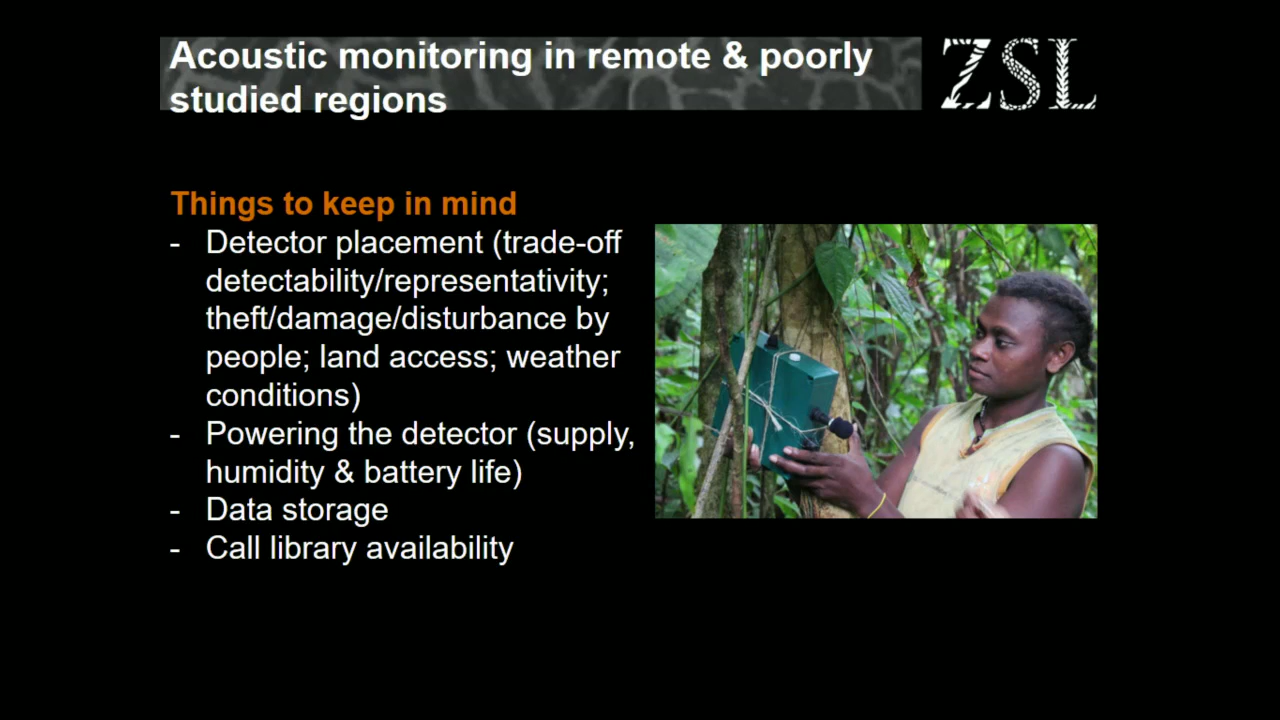 Acoustic monitoring in remote & poorly
studied regions
ZSL
Things to keep in mind
- Detector placement (trade-off
detectability/representativity;
theft/damage/disturbance by
people; land access; weather
conditions)
- Powering the detector (supply,
humidity & battery life)
- Data storage
- Call library availability